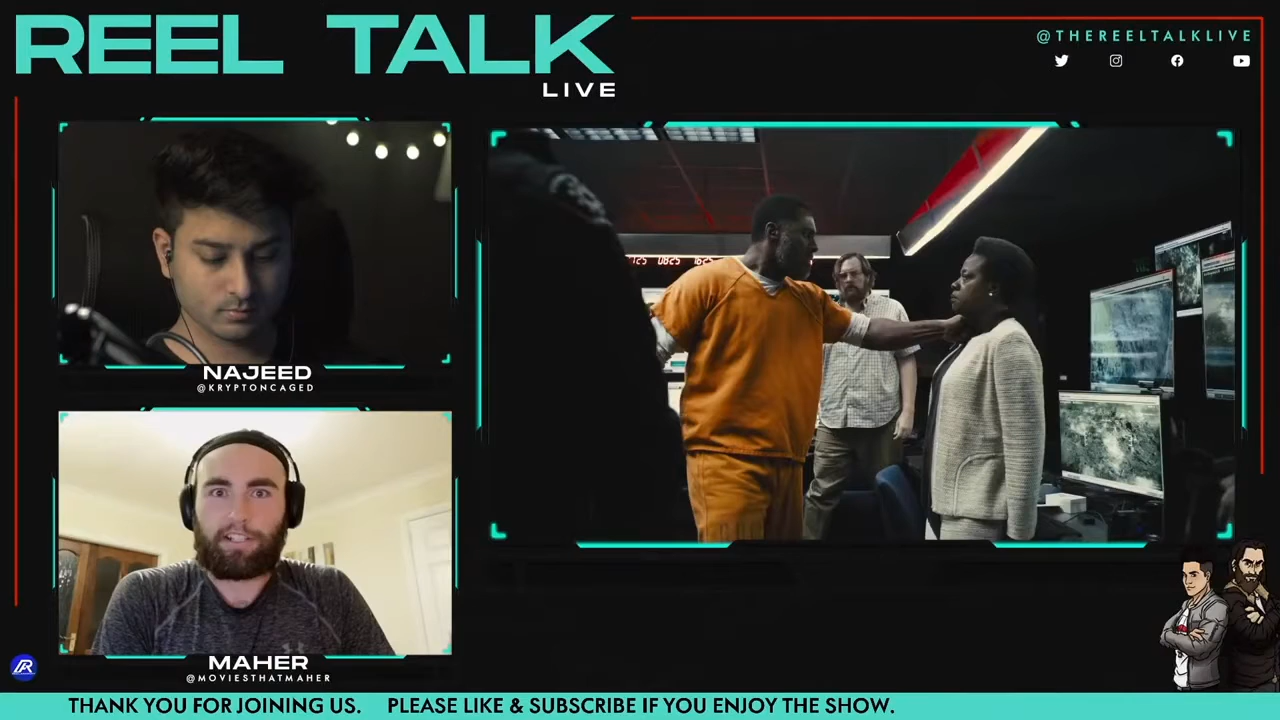 REEL TALK
LIVE
@THEREELTALKLIVE
NAJEED
@KRYPTONCAGED
MAHER
@MOVIESTHATMAHER
THANK YOU FOR JOINING US. PLEASE LIKE & SUBSCRIBE IF YOU ENJOY THE SHOW.